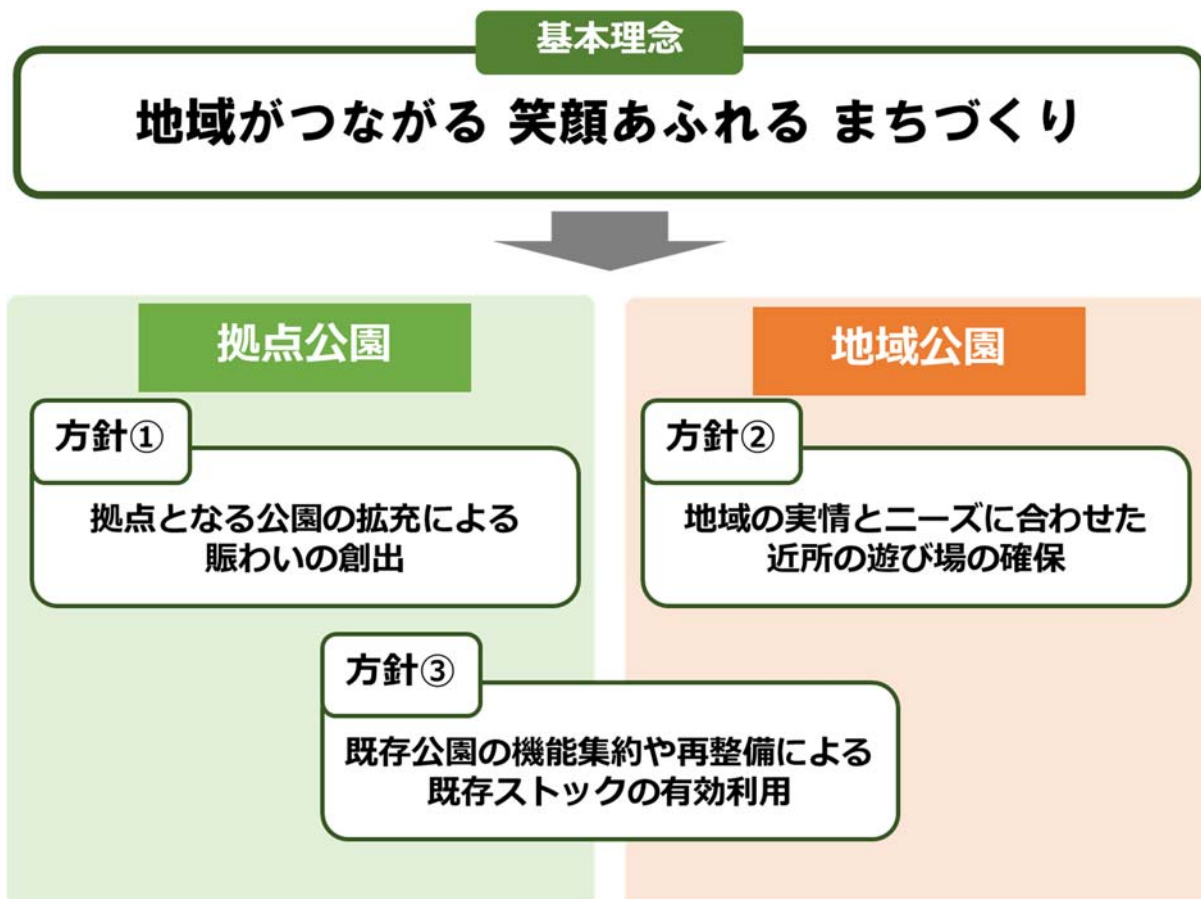 基本理念
地域がつながる 笑顔あふれる まちづくり
拠点公園
方針①
拠点となる公園の拡充による
賑わいの創出
地域公園
方針②
地域の実情とニーズに合わせた
近所の遊び場の確保
方針③
既存公園の機能集約や再整備による
既存ストックの有効利用